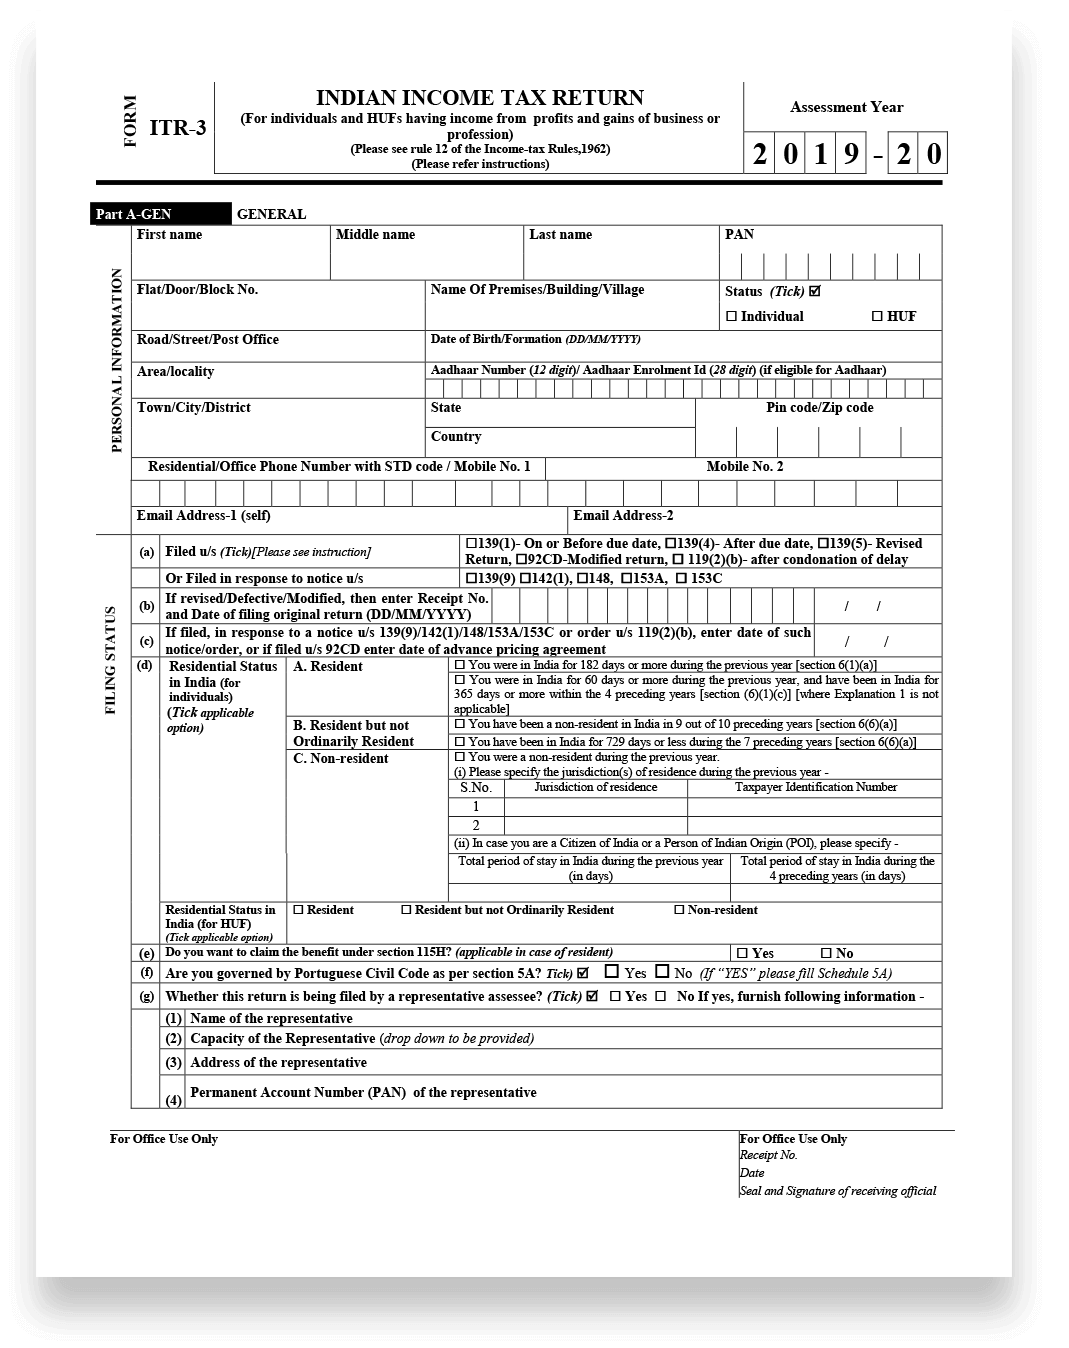 FORM
ITR-3
INDIAN INCOME TAX RETURN
(For individuals and HUFs having income from profits and gains of business or
profession)
(Please see rule 12 of the Income-tax Rules,1962)
(Please refer instructions)
Assessment Year
2 0 1 9 - 2 0
Part A-GEN GENERAL
PERSONAL INFORMATION
First name Middle name Last name PAN
Flat/Door/Block No. Name Of Premises/Building/Village Status (Tick) ☑
☐ Individual ☐ HUF
Road/Street/Post Office Date of Birth/Formation (DD/MM/YYYY)
Area/locality Aadhaar Number (12 digit)/ Aadhaar Enrolment Id (28 digit) (if eligible for Aadhaar)
Town/City/District State Pin code/Zip code
Country
Residential/Office Phone Number with STD code / Mobile No. 1 Mobile No. 2
Email Address-1 (self) Email Address-2
FILING STATUS
(a) Filed u/s (Tick)[Please see instruction] ☐139(1)- On or Before due date, ☐139(4)- After due date, ☐139(5)- Revised
Return, ☐92CD-Modified return, ☐ 119(2)(b)- after condonation of delay
Or Filed in response to notice u/s ☐139(9) ☐142(1), ☐148, ☐153A, ☐ 153C
(b) If revised/Defective/Modified, then enter Receipt No.
and Date of filing original return (DD/MM/YYYY) / /
(c) If filed, in response to a notice u/s 139(9)/142(1)/148/153A/153C or order u/s 119(2)(b), enter date of such
notice/order, or if filed u/s 92CD enter date of advance pricing agreement / /
(d) Residential Status
in India (for
individuals)
(Tick applicable
option)
A. Resident ☐ You were in India for 182 days or more during the previous year [section 6(1)(a)]
☐ You were in India for 60 days or more during the previous year, and have been in India for
365 days or more within the 4 preceding years [section (6)(1)(c)] [where Explanation 1 is not
applicable]
B. Resident but not
Ordinarily Resident
☐ You have been a non-resident in India in 9 out of 10 preceding years [section 6(6)(a)]
☐ You have been in India for 729 days or less during the 7 preceding years [section 6(6)(a)]
C. Non-resident ☐ You were a non-resident during the previous year.
(i) Please specify the jurisdiction(s) of residence during the previous year -
S.No. Jurisdiction of residence Taxpayer Identification Number
1
2
(ii) In case you are a Citizen of India or a Person of Indian Origin (POI), please specify -
Total period of stay in India during the previous year
(in days)
Total period of stay in India during the
4 preceding years (in days)
Residential Status in
India (for HUF)
(Tick applicable option)
☐ Resident ☐ Resident but not Ordinarily Resident ☐ Non-resident
(e) Do you want to claim the benefit under section 115H? (applicable in case of resident) ☐ Yes ☐ No
(f) Are you governed by Portuguese Civil Code as per section 5A? Tick) ☑ ☐ Yes ☐ No (If “YES” please fill Schedule 5A)
(g) Whether this return is being filed by a representative assessee? (Tick) ☑ ☐ Yes ☐ No If yes, furnish following information -
(1) Name of the representative
(2) Capacity of the Representative (drop down to be provided)
(3) Address of the representative
(4) Permanent Account Number (PAN) of the representative
For Office Use Only
For Office Use Only
Receipt No.
Date
Seal and Signature of receiving official